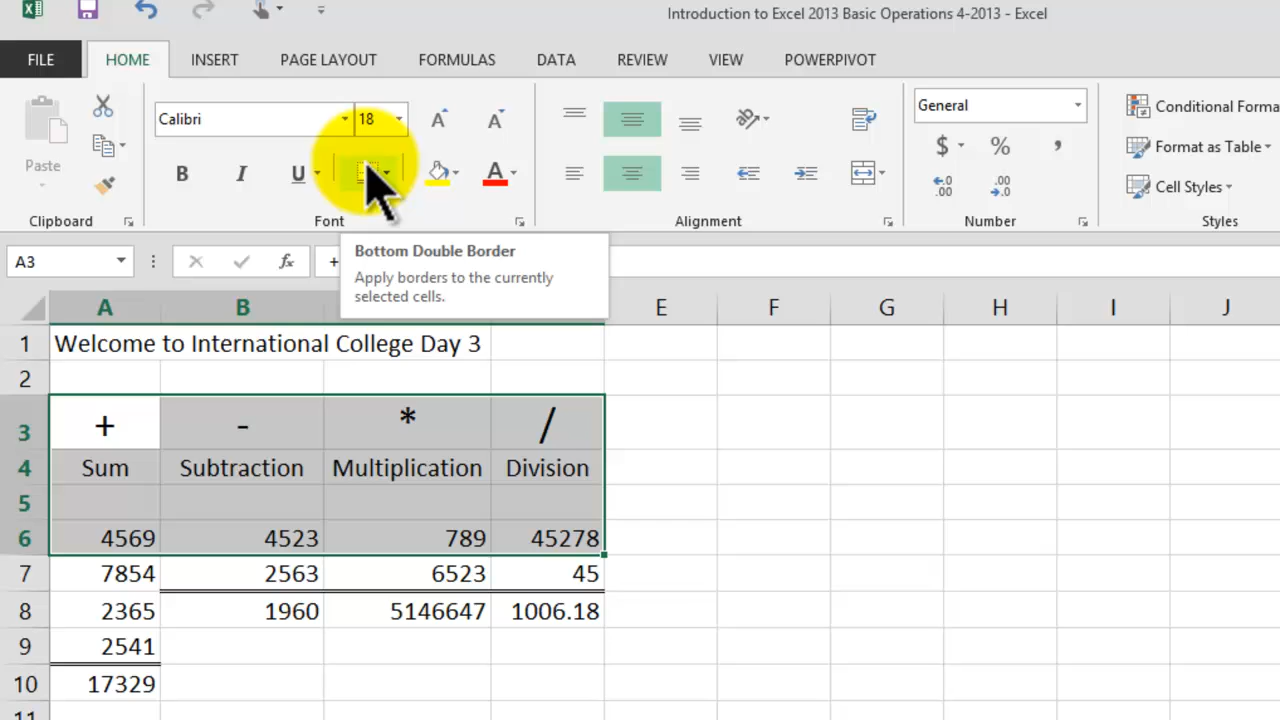 Introduction to Excel 2013 Basic Operations 4-2013 - Excel
FILE HOME INSERT PAGE LAYOUT FORMULAS DATA REVIEW VIEW POWERPIVOT
Calibri 18 General Conditional Forma
Paste B I U A $ % , Format as Table
Cell Styles
Clipboard Font Alignment Number Styles
A3 fx +
Bottom Double Border
Apply borders to the currently
selected cells.
A B E F G H I J
1 Welcome to International College Day 3
2
3 + - * /
4 Sum Subtraction Multiplication Division
5
6 4569 4523 789 45278
7 7854 2563 6523 45
8 2365 1960 5146647 1006.18
9 2541
10 17329
11